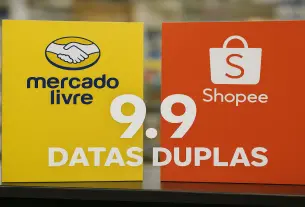 mercado
livre
S
Shopee
9.9
DATAS DUPLAS